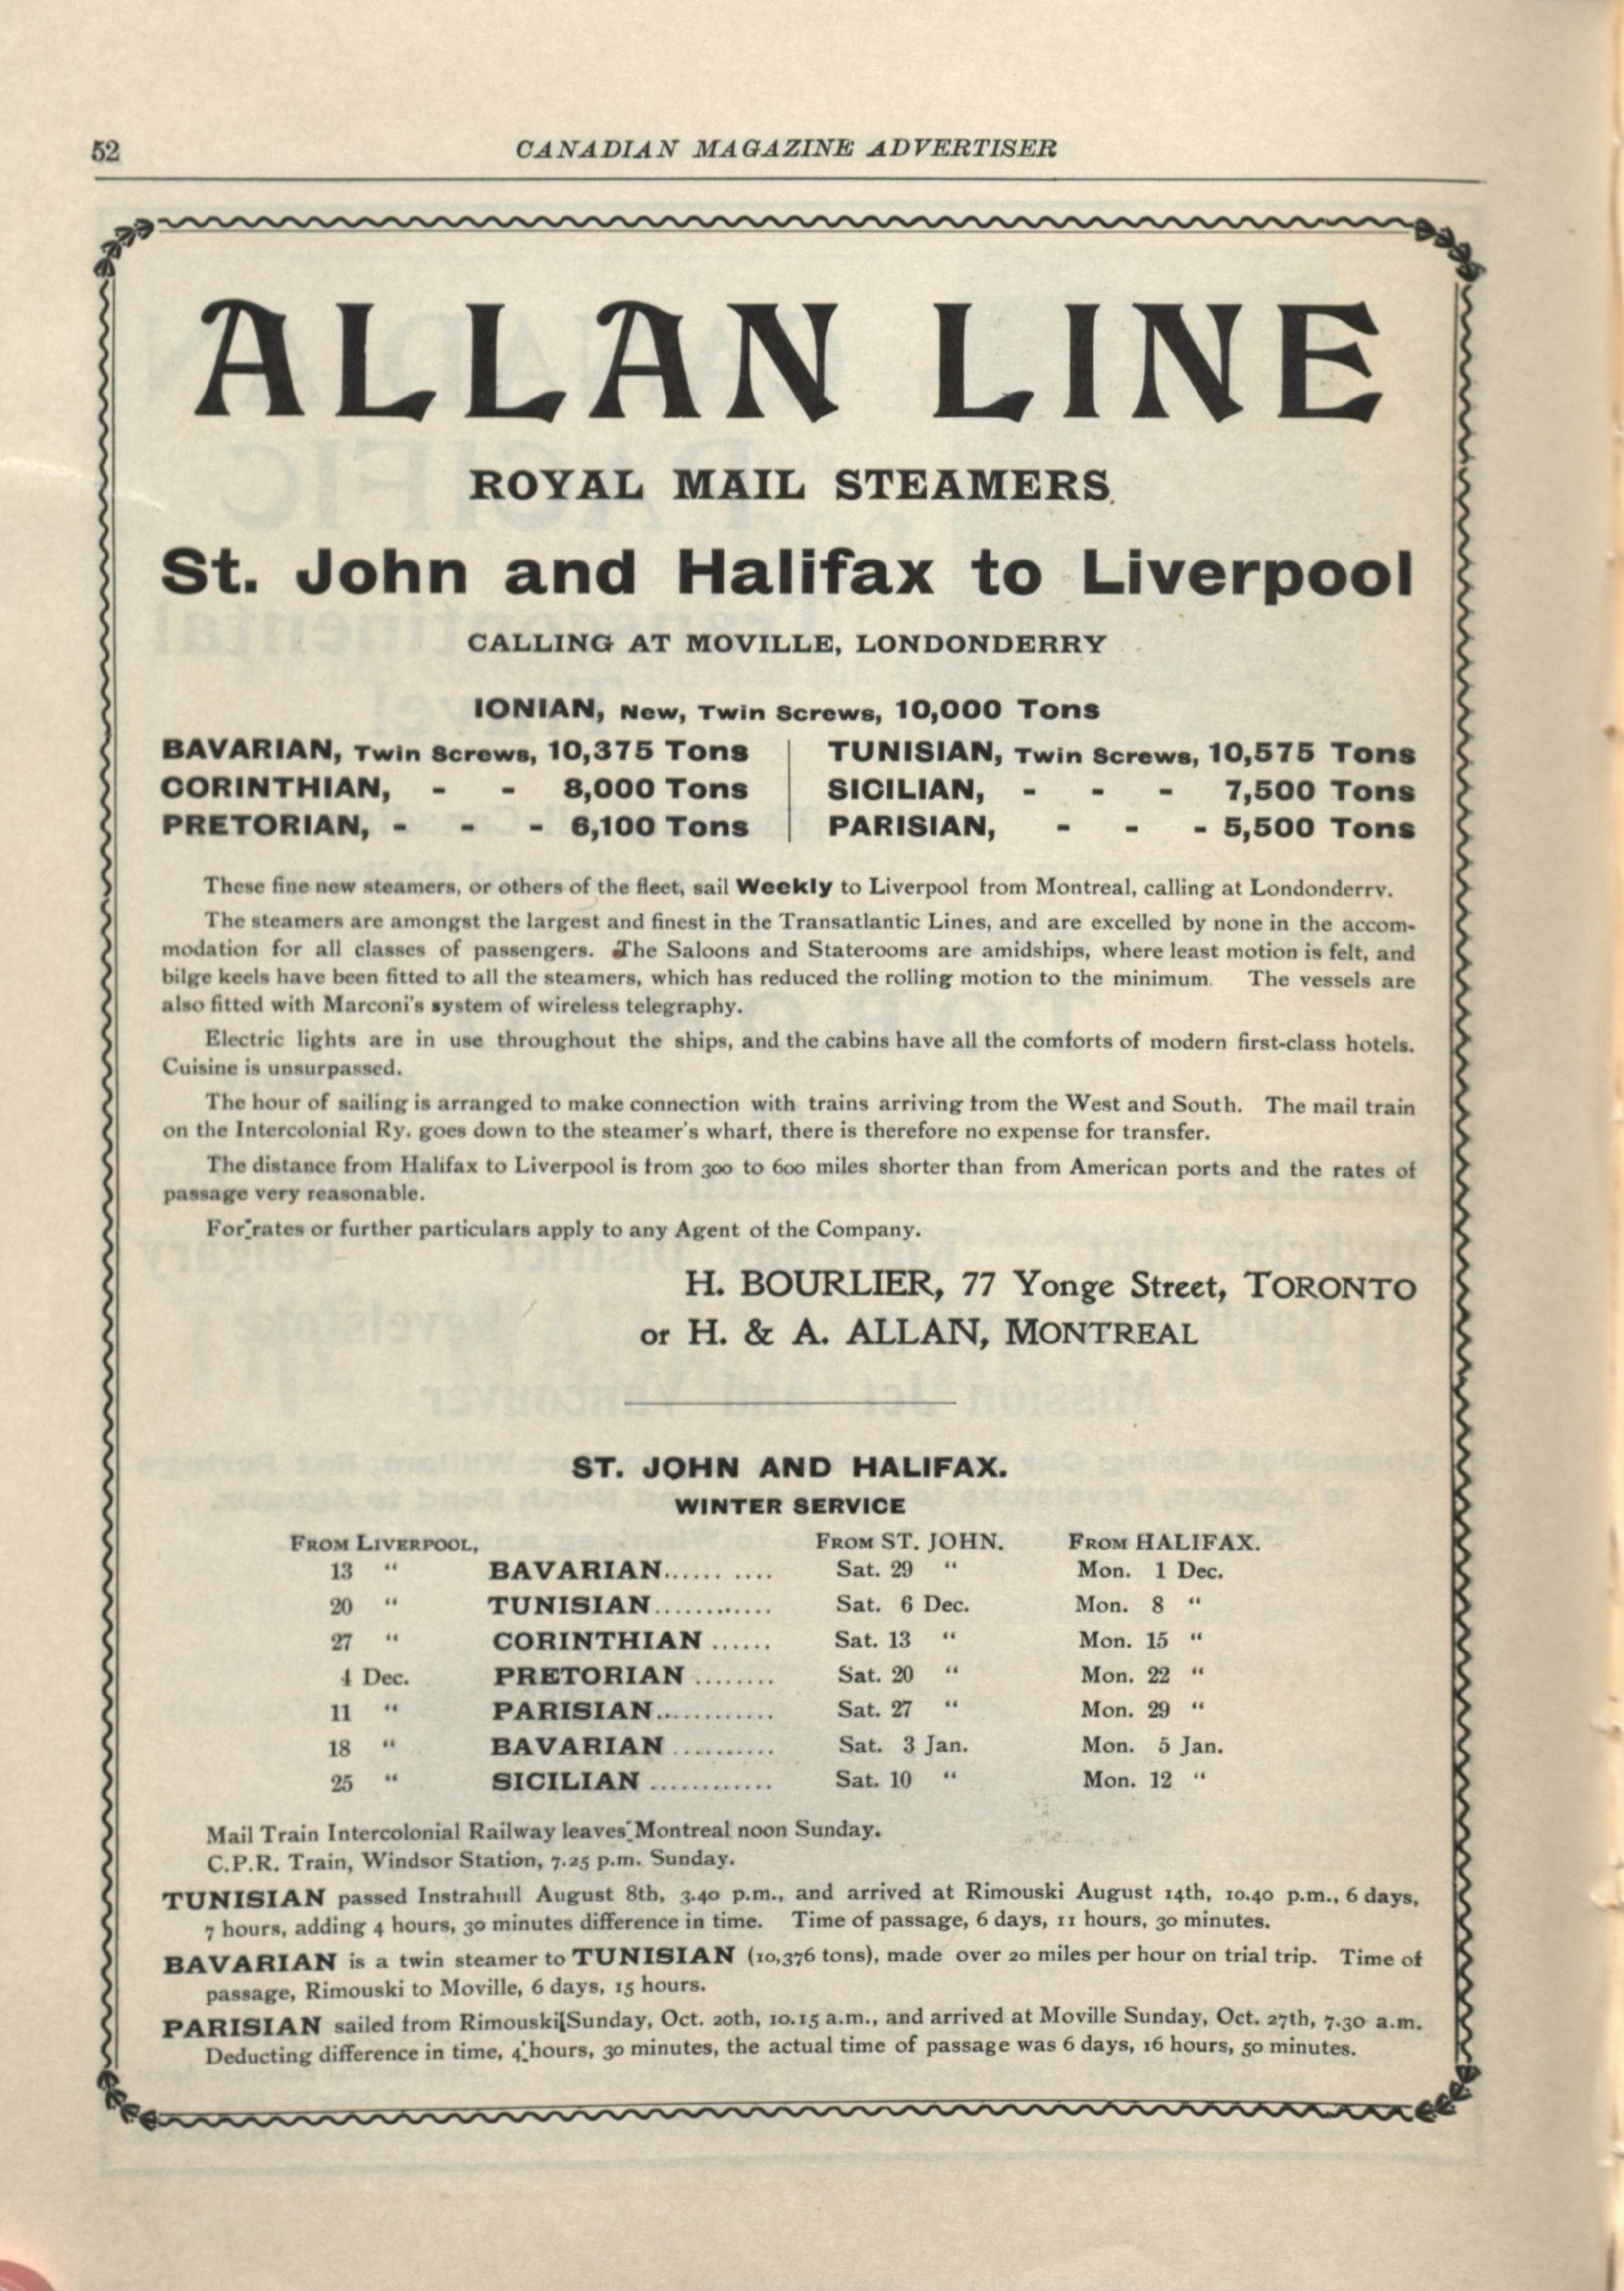 52
CANADIAN MAGAZINE ADVERTISER
ALLAN LINE
ROYAL MAIL STEAMERS.
St. John and Halifax to Liverpool
CALLING AT MOVILLE, LONDONDERRY
IONIAN, New, Twin Screws, 10,000 Tons
BAVARIAN, Twin Screws, 10,375 Tons
CORINTHIAN, - - 8,000 Tons
PRETORIAN, - - - 6,100 Tons
TUNISIAN, Twin Screws, 10,575 Tons
SICILIAN, - - - 7,500 Tons
PARISIAN, - - - 5,500 Tons
These fine new steamers, or others of the fleet, sail Weekly to Liverpool from Montreal, calling at Londonderry.
The steamers are amongst the largest and finest in the Transatlantic Lines, and are excelled by none in the accom-
modation for all classes of passengers. The Saloons and Staterooms are amidships, where least motion is felt, and
bilge keels have been fitted to all the steamers, which has reduced the rolling motion to the minimum. The vessels are
also fitted with Marconi's system of wireless telegraphy.
Electric lights are in use throughout the ships, and the cabins have all the comforts of modern first-class hotels.
Cuisine is unsurpassed.
The hour of sailing is arranged to make connection with trains arriving from the West and South. The mail train
on the Intercolonial Ry. goes down to the steamer's wharf, there is therefore no expense for transfer.
The distance from Halifax to Liverpool is from 300 to 600 miles shorter than from American ports and the rates of
passage very reasonable.
For rates or further particulars apply to any Agent of the Company.
H. BOURLIER, 77 Yonge Street, TORONTO
or H. & A. ALLAN, MONTREAL
ST. JOHN AND HALIFAX.
WINTER SERVICE
FROM LIVERPOOL, FROM ST. JOHN. FROM HALIFAX.
13 " BAVARIAN...... .... Sat. 29 " Mon. 1 Dec.
20 " TUNISIAN............ Sat. 6 Dec. Mon. 8 "
27 " CORINTHIAN ...... Sat. 13 " Mon. 15 "
4 Dec. PRETORIAN ........ Sat. 20 " Mon. 22 "
11 " PARISIAN............ Sat. 27 " Mon. 29 "
18 " BAVARIAN .......... Sat. 3 Jan. Mon. 5 Jan.
25 " SICILIAN ............ Sat. 10 " Mon. 12 "
Mail Train Intercolonial Railway leaves Montreal noon Sunday.
C.P.R. Train, Windsor Station, 7.25 p.m. Sunday.
TUNISIAN passed Instrahull August 8th, 3.40 p.m., and arrived at Rimouski August 14th, 10.40 p.m., 6 days,
7 hours, adding 4 hours, 30 minutes difference in time. Time of passage, 6 days, 11 hours, 30 minutes.
BAVARIAN is a twin steamer to TUNISIAN (10,376 tons), made over 20 miles per hour on trial trip. Time of
passage, Rimouski to Moville, 6 days, 15 hours.
PARISIAN sailed from Rimouski Sunday, Oct. 20th, 10.15 a.m., and arrived at Moville Sunday, Oct. 27th, 7.30 a.m.
Deducting difference in time, 4 hours, 30 minutes, the actual time of passage was 6 days, 16 hours, 50 minutes.